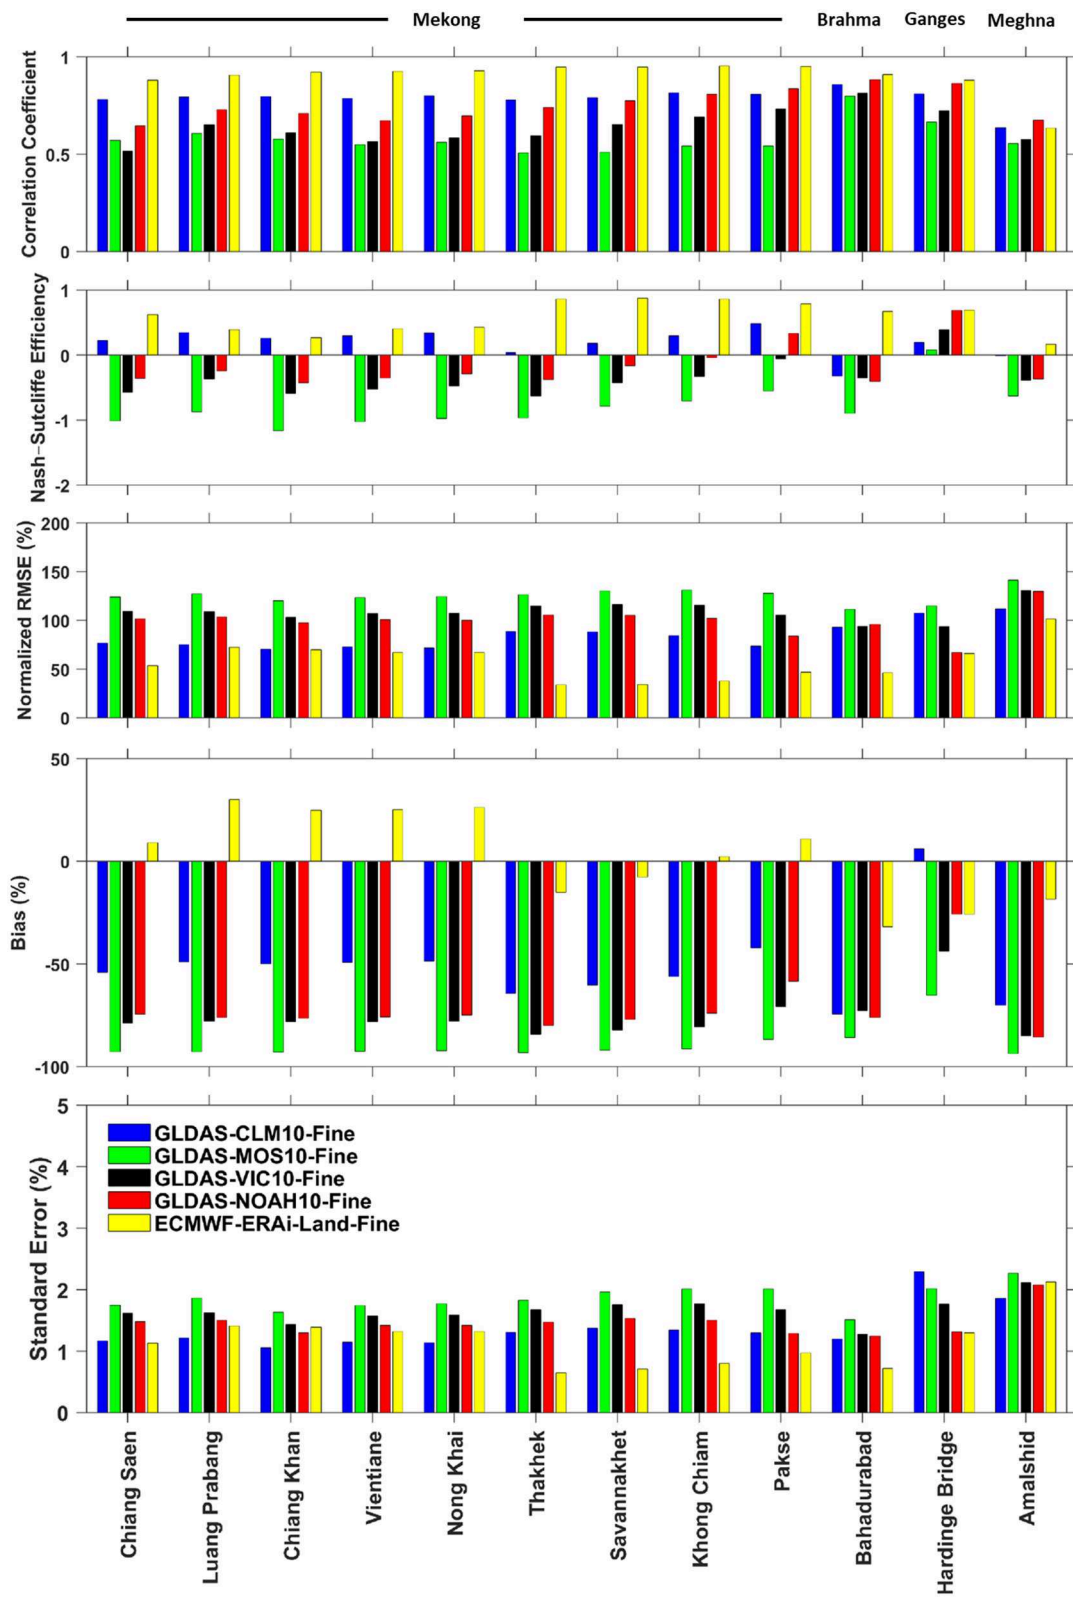 Mekong Brahma Ganges Meghna
Correlation Coefficient
1
0.5
0
Nash-Sutcliffe Efficiency
1
0
-1
-2
Normalized RMSE (%)
200
150
100
50
0
Bias (%)
50
0
-50
-100
Standard Error (%)
5
4
3
2
1
0
GLDAS-CLM10-Fine
GLDAS-MOS10-Fine
GLDAS-VIC10-Fine
GLDAS-NOAH10-Fine
ECMWF-ERAi-Land-Fine
Chiang Saen
Luang Prabang
Chiang Khan
Vientiane
Nong Khai
Thakhek
Savannakhet
Khong Chiam
Pakse
Bahadurabad
Hardinge Bridge
Amalshid